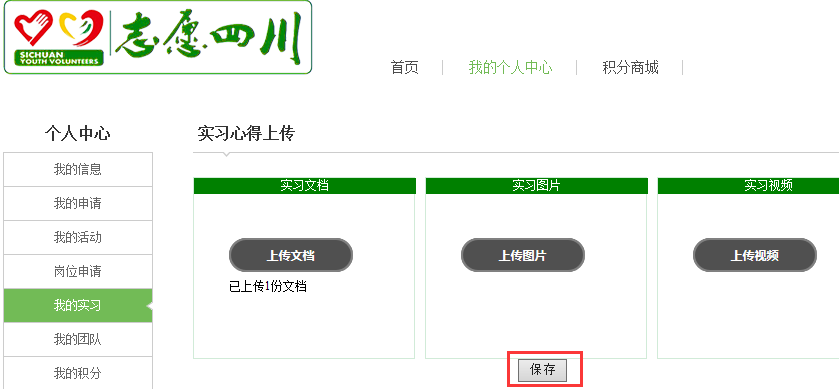 志愿四川
SICHUAN
YOUTH VOLUNTEERS
首页 我的个人中心 积分商城
个人中心
我的信息
我的申请
我的活动
岗位申请
我的实习
我的团队
我的积分
实习心得上传
实习文档 实习图片 实习视频
上传文档 上传图片 上传视频
已上传1份文档
保存